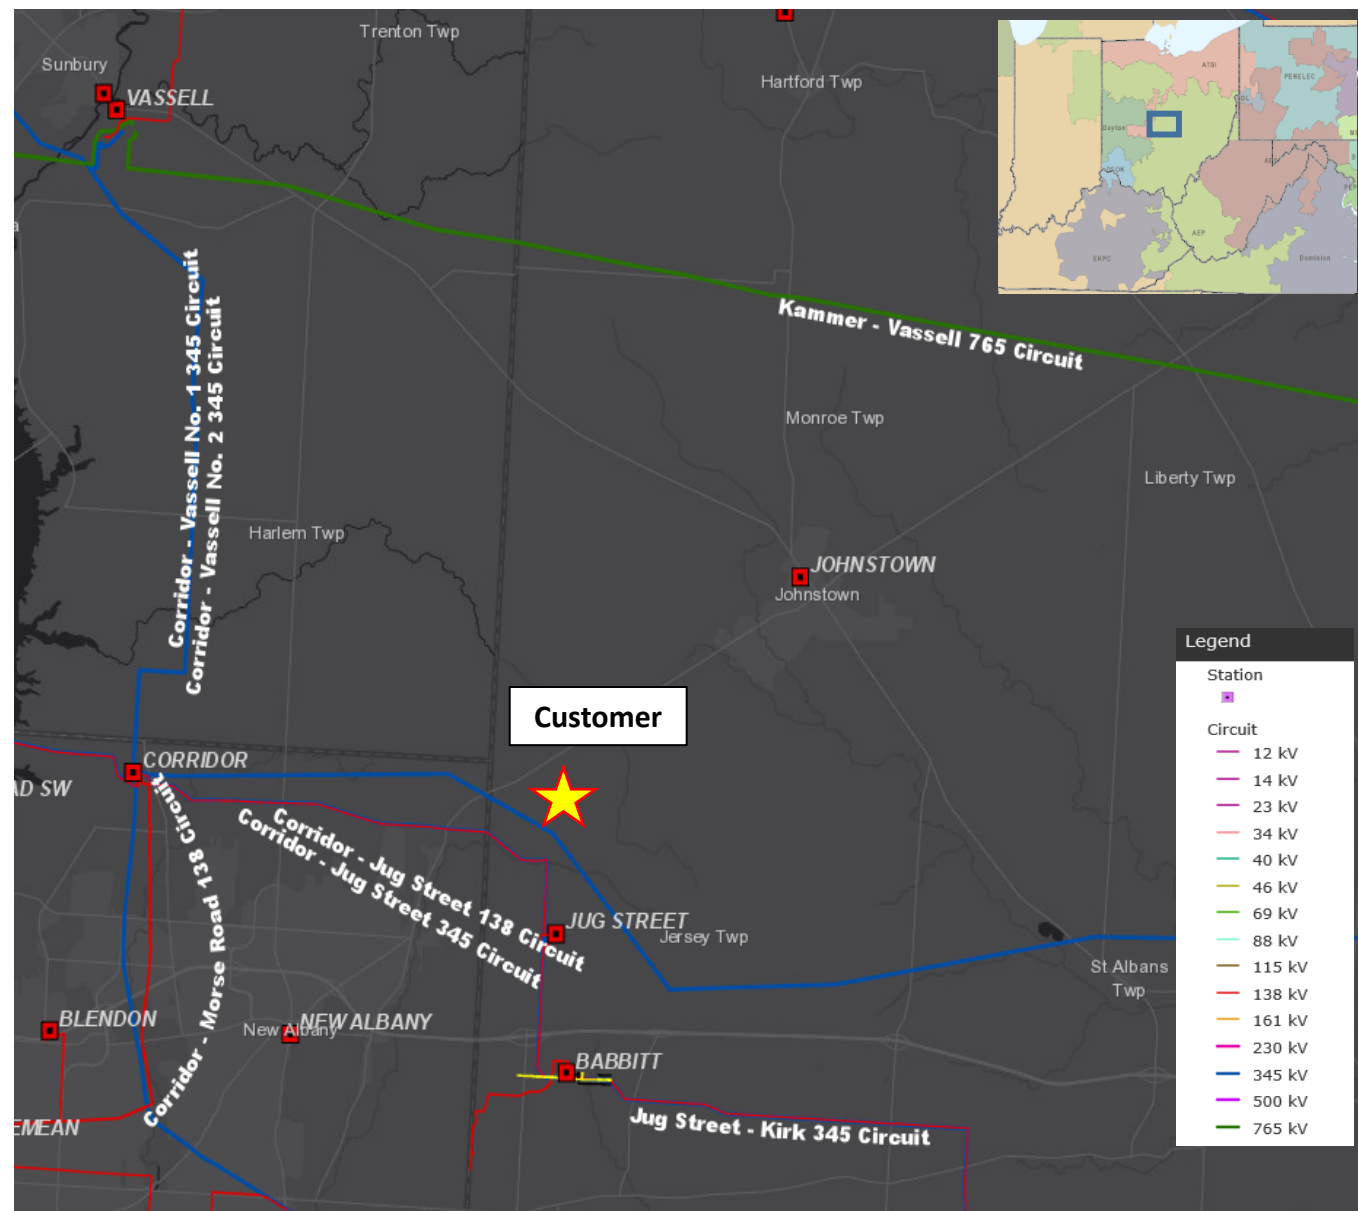 Trenton Twp
Sunbury
VASSELL
Hartford Twp
ATSI
PENELEC
Dayton
DEOK
AEP
EKPC
Dominion
Corridor - Vassell No. 1 345 Circuit
Corridor - Vassell No. 2 345 Circuit
Kammer - Vassell 765 Circuit
Monroe Twp
Liberty Twp
Harlem Twp
JOHNSTOWN
Johnstown
Customer
CORRIDOR
AD SW
Corridor - Morse Road 138 Circuit
Corridor - Jug Street 138 Circuit
Corridor - Jug Street 345 Circuit
JUG STREET
Jersey Twp
St Albans
Twp
BLENDON
New Albany
NEW ALBANY
BABBITT
EMEAN
Jug Street - Kirk 345 Circuit
Legend
Station
Circuit
12 kV
14 kV
23 kV
34 kV
40 kV
46 kV
69 kV
88 kV
115 kV
138 kV
161 kV
230 kV
345 kV
500 kV
765 kV